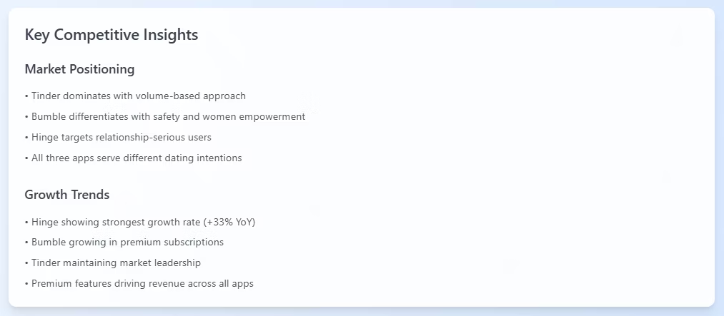 Key Competitive Insights
Market Positioning
• Tinder dominates with volume-based approach
• Bumble differentiates with safety and women empowerment
• Hinge targets relationship-serious users
• All three apps serve different dating intentions
Growth Trends
• Hinge showing strongest growth rate (+33% YoY)
• Bumble growing in premium subscriptions
• Tinder maintaining market leadership
• Premium features driving revenue across all apps